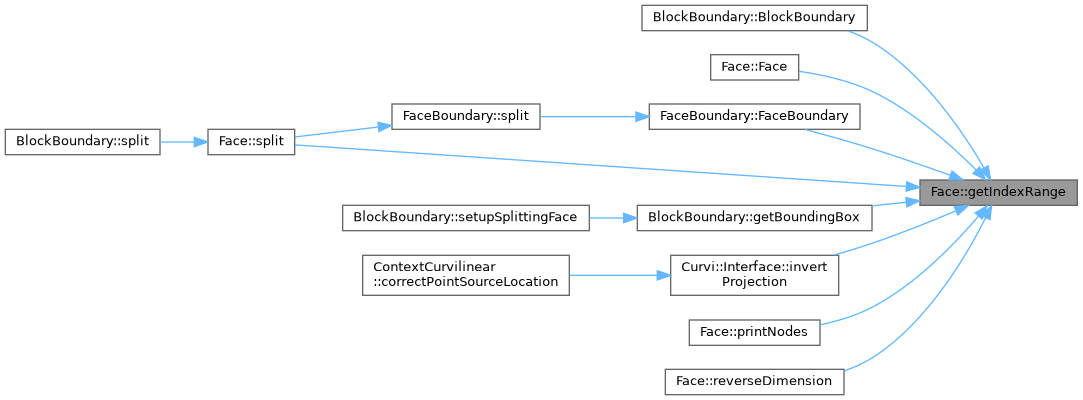 BlockBoundary::BlockBoundary
Face::Face
FaceBoundary::split
FaceBoundary::FaceBoundary
BlockBoundary::split
Face::split
Face::getIndexRange
BlockBoundary::setupSplittingFace
BlockBoundary::getBoundingBox
ContextCurvilinear
::correctPointSourceLocation
Curvi::Interface::invert
Projection
Face::printNodes
Face::reverseDimension